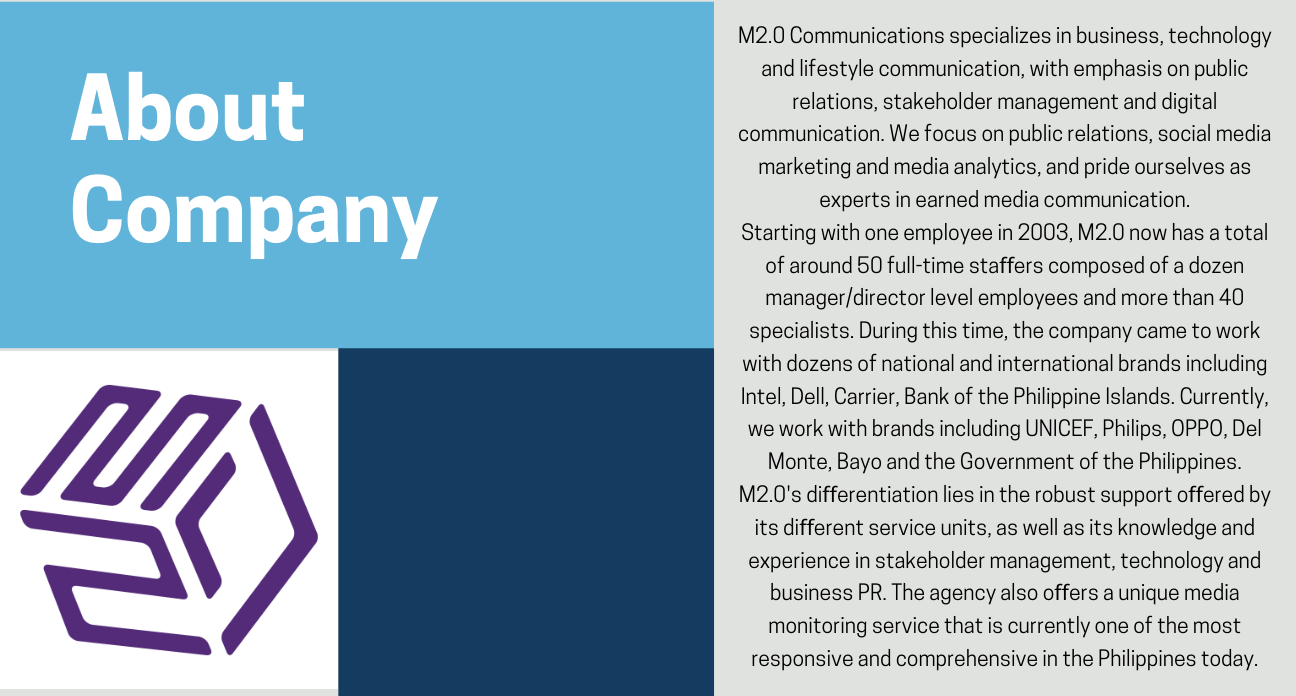 About
Company
M2.0 Communications specializes in business, technology
and lifestyle communication, with emphasis on public
relations, stakeholder management and digital
communication. We focus on public relations, social media
marketing and media analytics, and pride ourselves as
experts in earned media communication.
Starting with one employee in 2003, M2.0 now has a total
of around 50 full-time staffers composed of a dozen
manager/director level employees and more than 40
specialists. During this time, the company came to work
with dozens of national and international brands including
Intel, Dell, Carrier, Bank of the Philippine Islands. Currently,
we work with brands including UNICEF, Philips, OPPO, Del
Monte, Bayo and the Government of the Philippines.
M2.0's differentiation lies in the robust support offered by
its different service units, as well as its knowledge and
experience in stakeholder management, technology and
business PR. The agency also offers a unique media
monitoring service that is currently one of the most
responsive and comprehensive in the Philippines today.